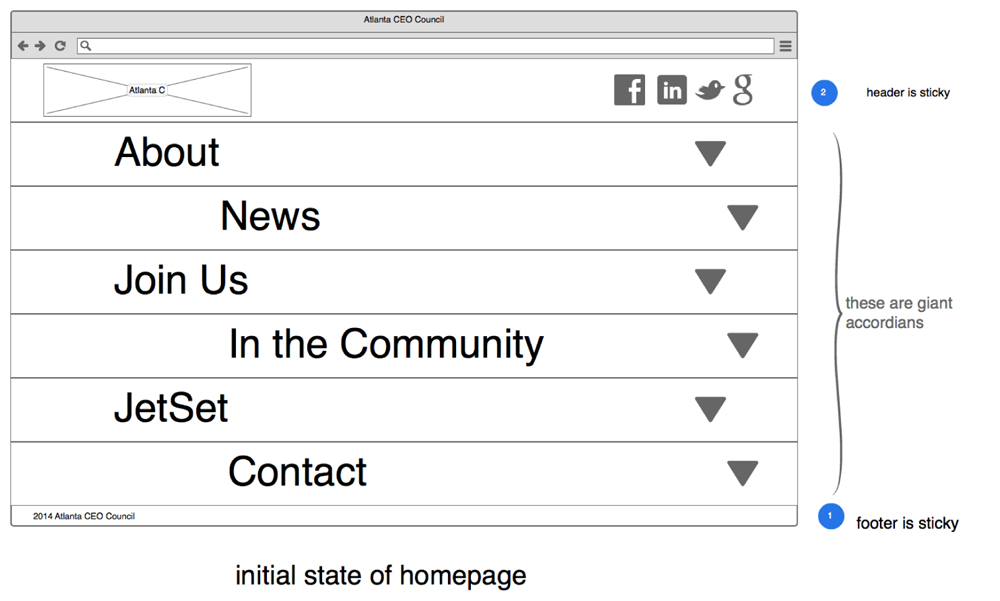 Atlanta CEO Council
Atlanta C
header is sticky
About
News
Join Us
these are giant
accordians
In the Community
JetSet
Contact
2014 Atlanta CEO Council
1
footer is sticky
initial state of homepage
f
in
g
2